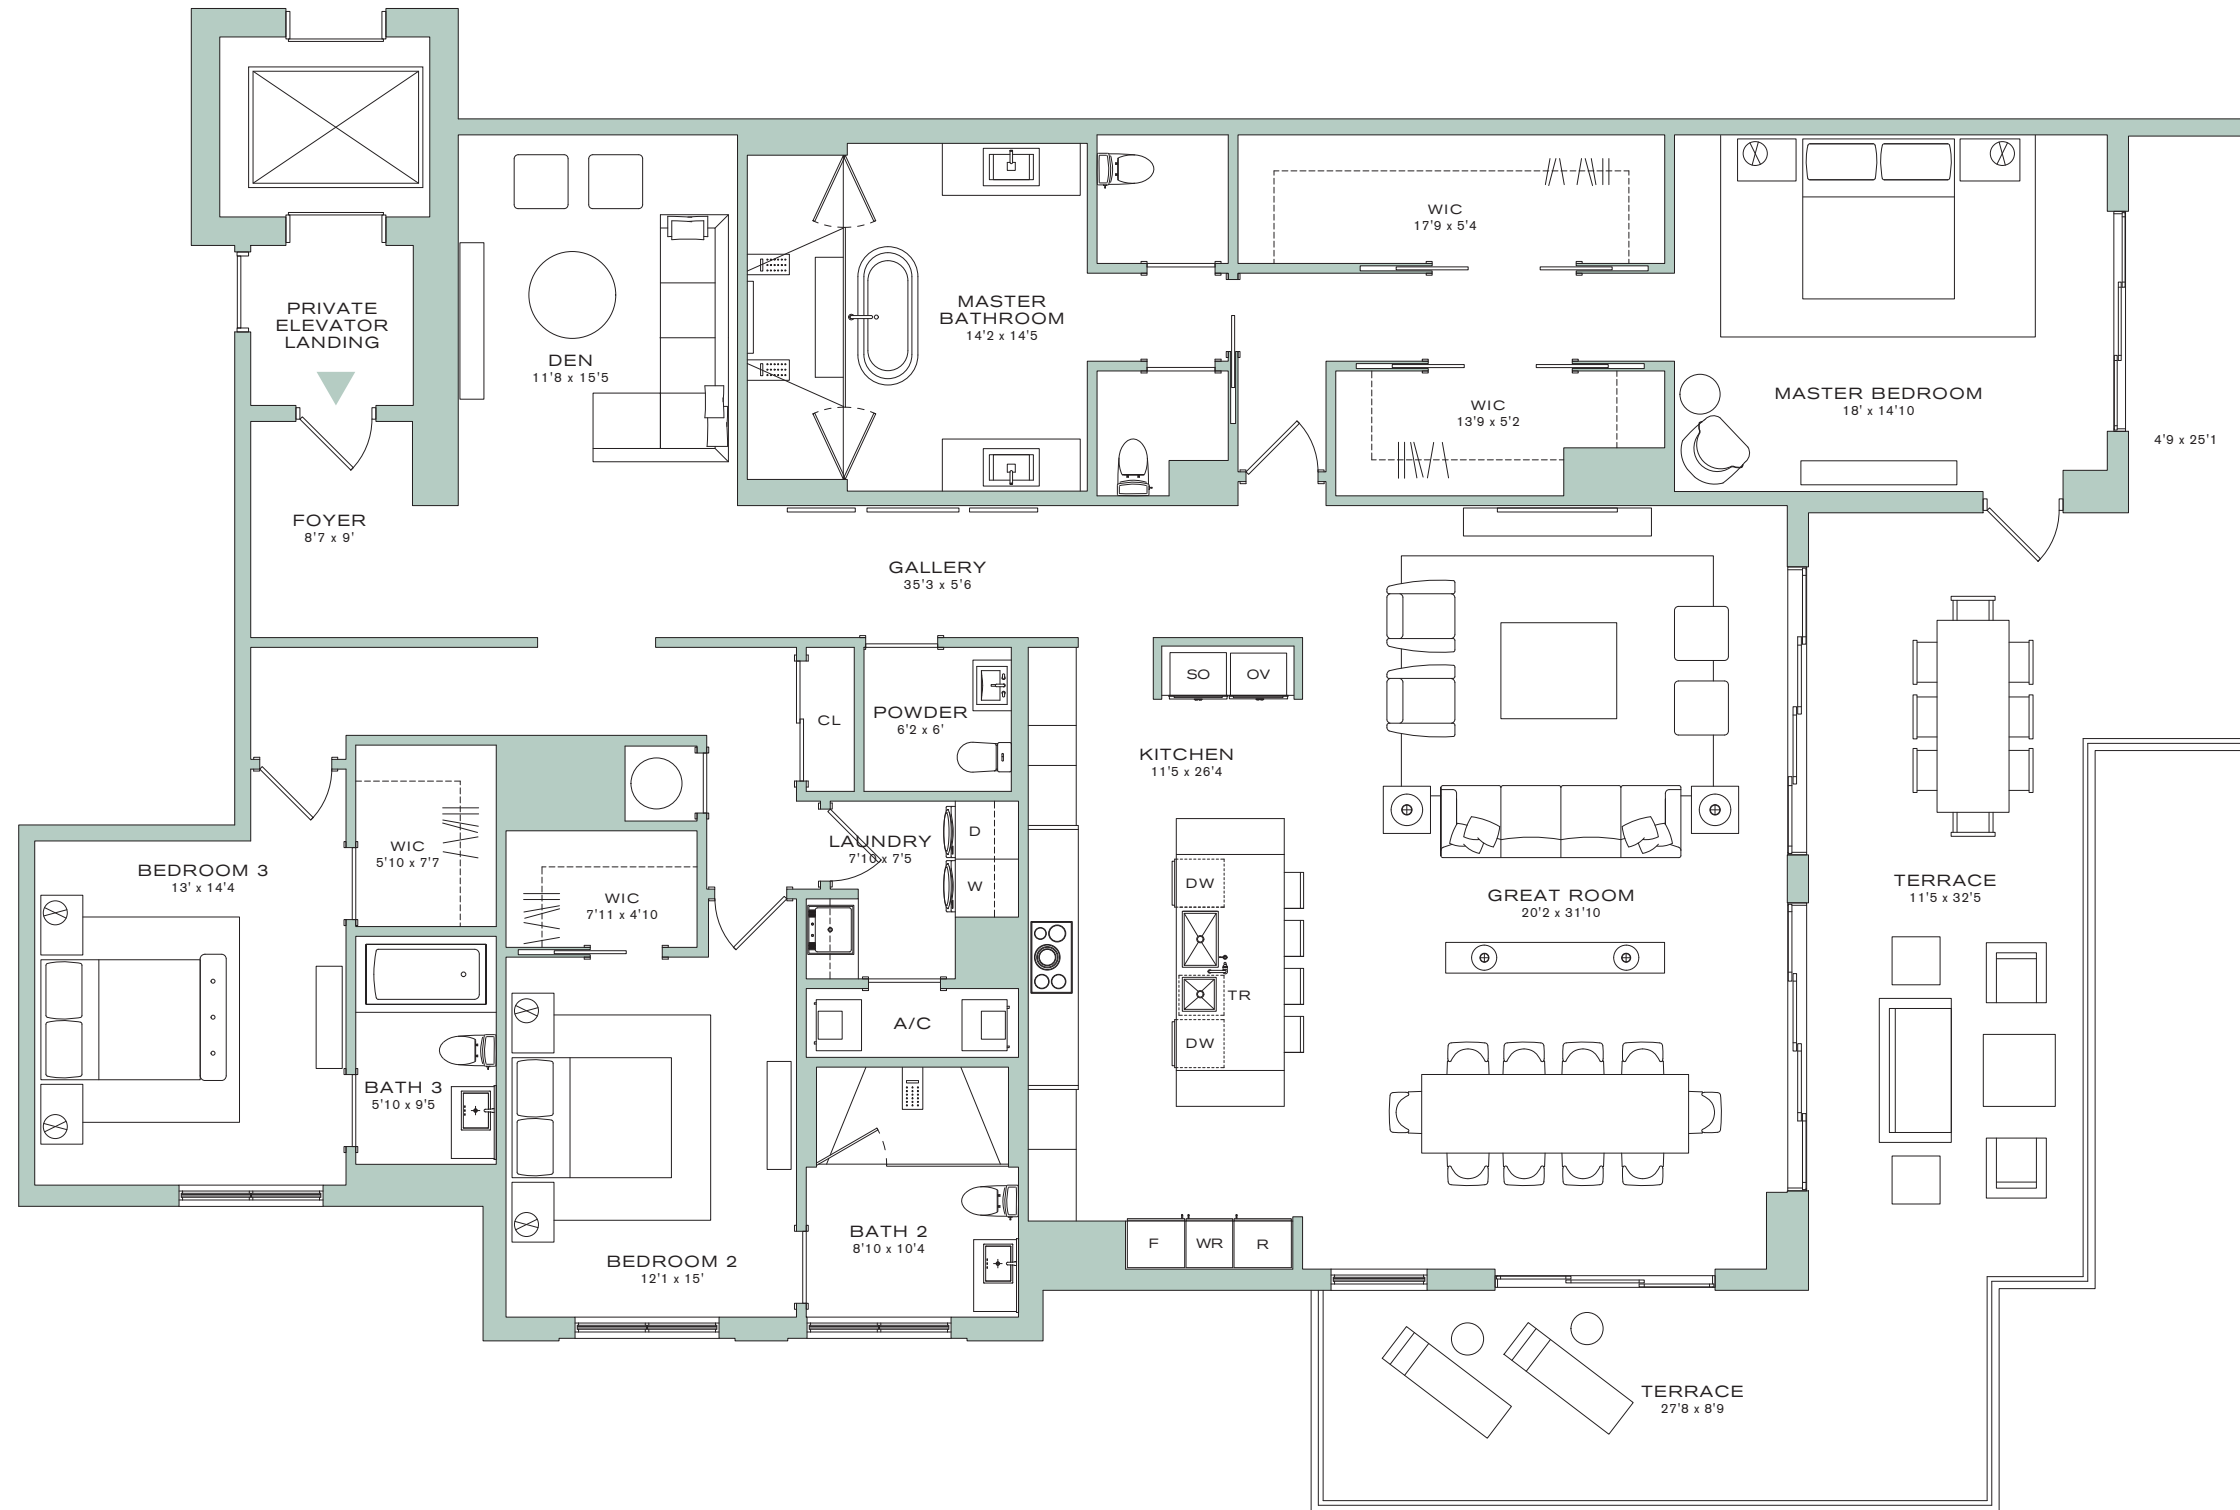 PRIVATE
ELEVATOR
LANDING
DEN
11'8 x 15'5
MASTER
BATHROOM
14'2 x 14'5
WIC
17'9 x 5'4
WIC
13'9 x 5'2
MASTER BEDROOM
18' x 14'10
4'9 x 25'1
FOYER
8'7 x 9'
GALLERY
35'3 x 5'6
CL
POWDER
6'2 x 6'
SO
OV
KITCHEN
11'5 x 26'4
LAUNDRY
7'10 x 7'5
D
W
WIC
5'10 x 7'7
BEDROOM 3
13' x 14'4
WIC
7'11 x 4'10
DW
TR
DW
GREAT ROOM
20'2 x 31'10
TERRACE
11'5 x 32'5
A/C
BATH 3
5'10 x 9'5
BEDROOM 2
12'1 x 15'
BATH 2
8'10 x 10'4
F
WR
R
TERRACE
27'8 x 8'9